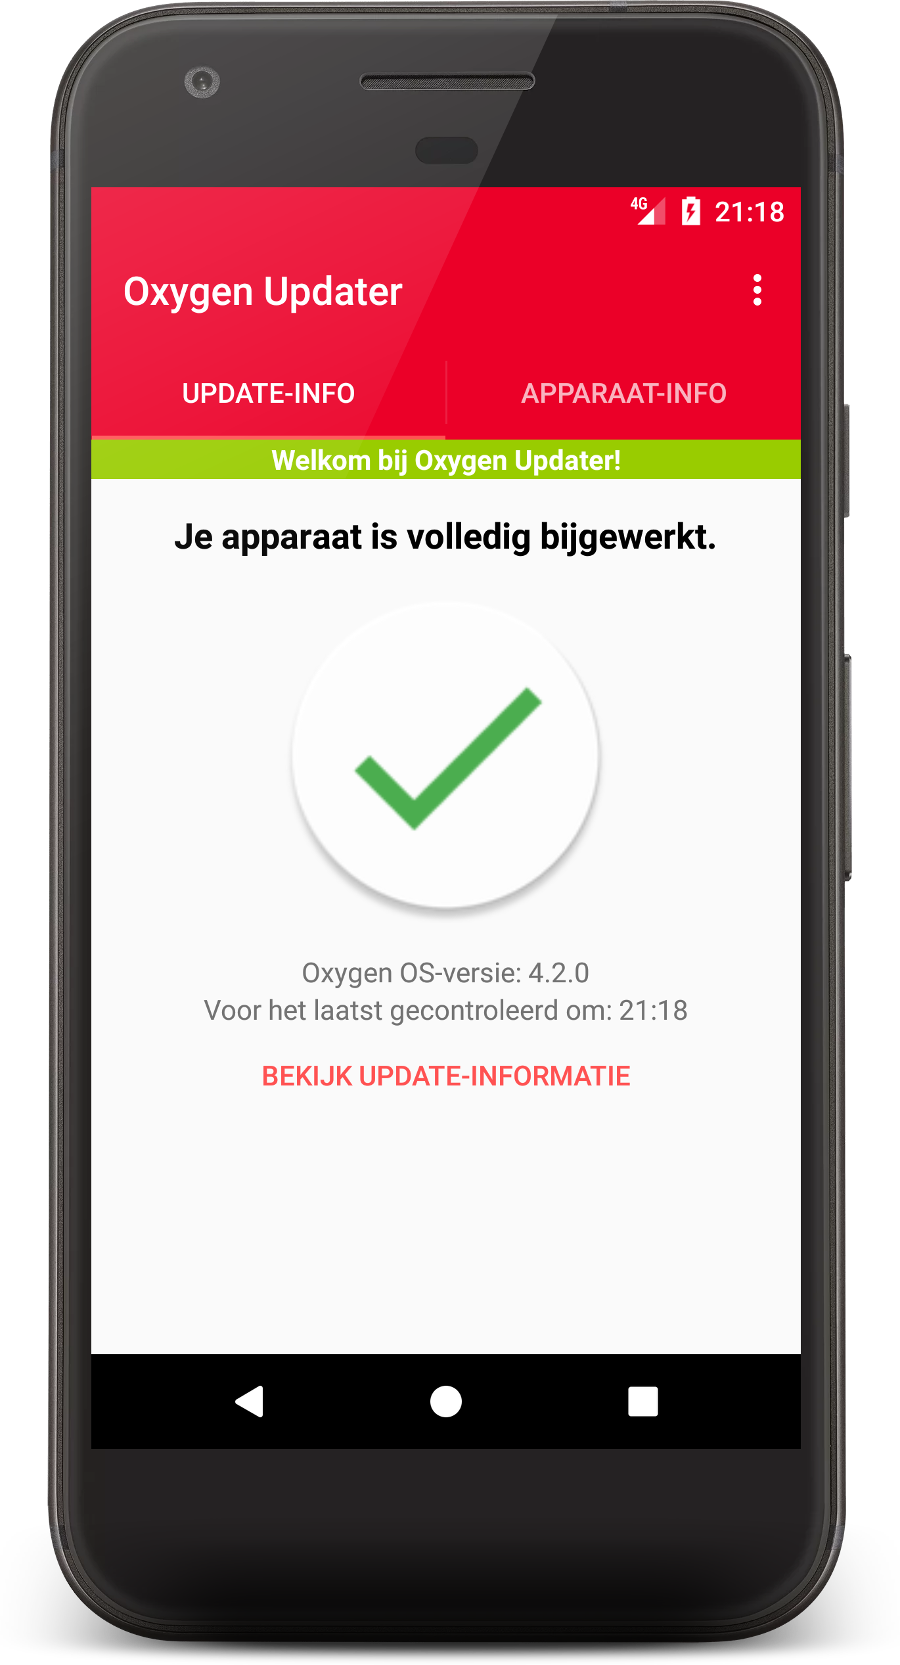 4G 21:18
Oxygen Updater
UPDATE-INFO APPARAAT-INFO
Welkom bij Oxygen Updater!
Je apparaat is volledig bijgewerkt.
Oxygen OS-versie: 4.2.0
Voor het laatst gecontroleerd om: 21:18
BEKIJK UPDATE-INFORMATIE